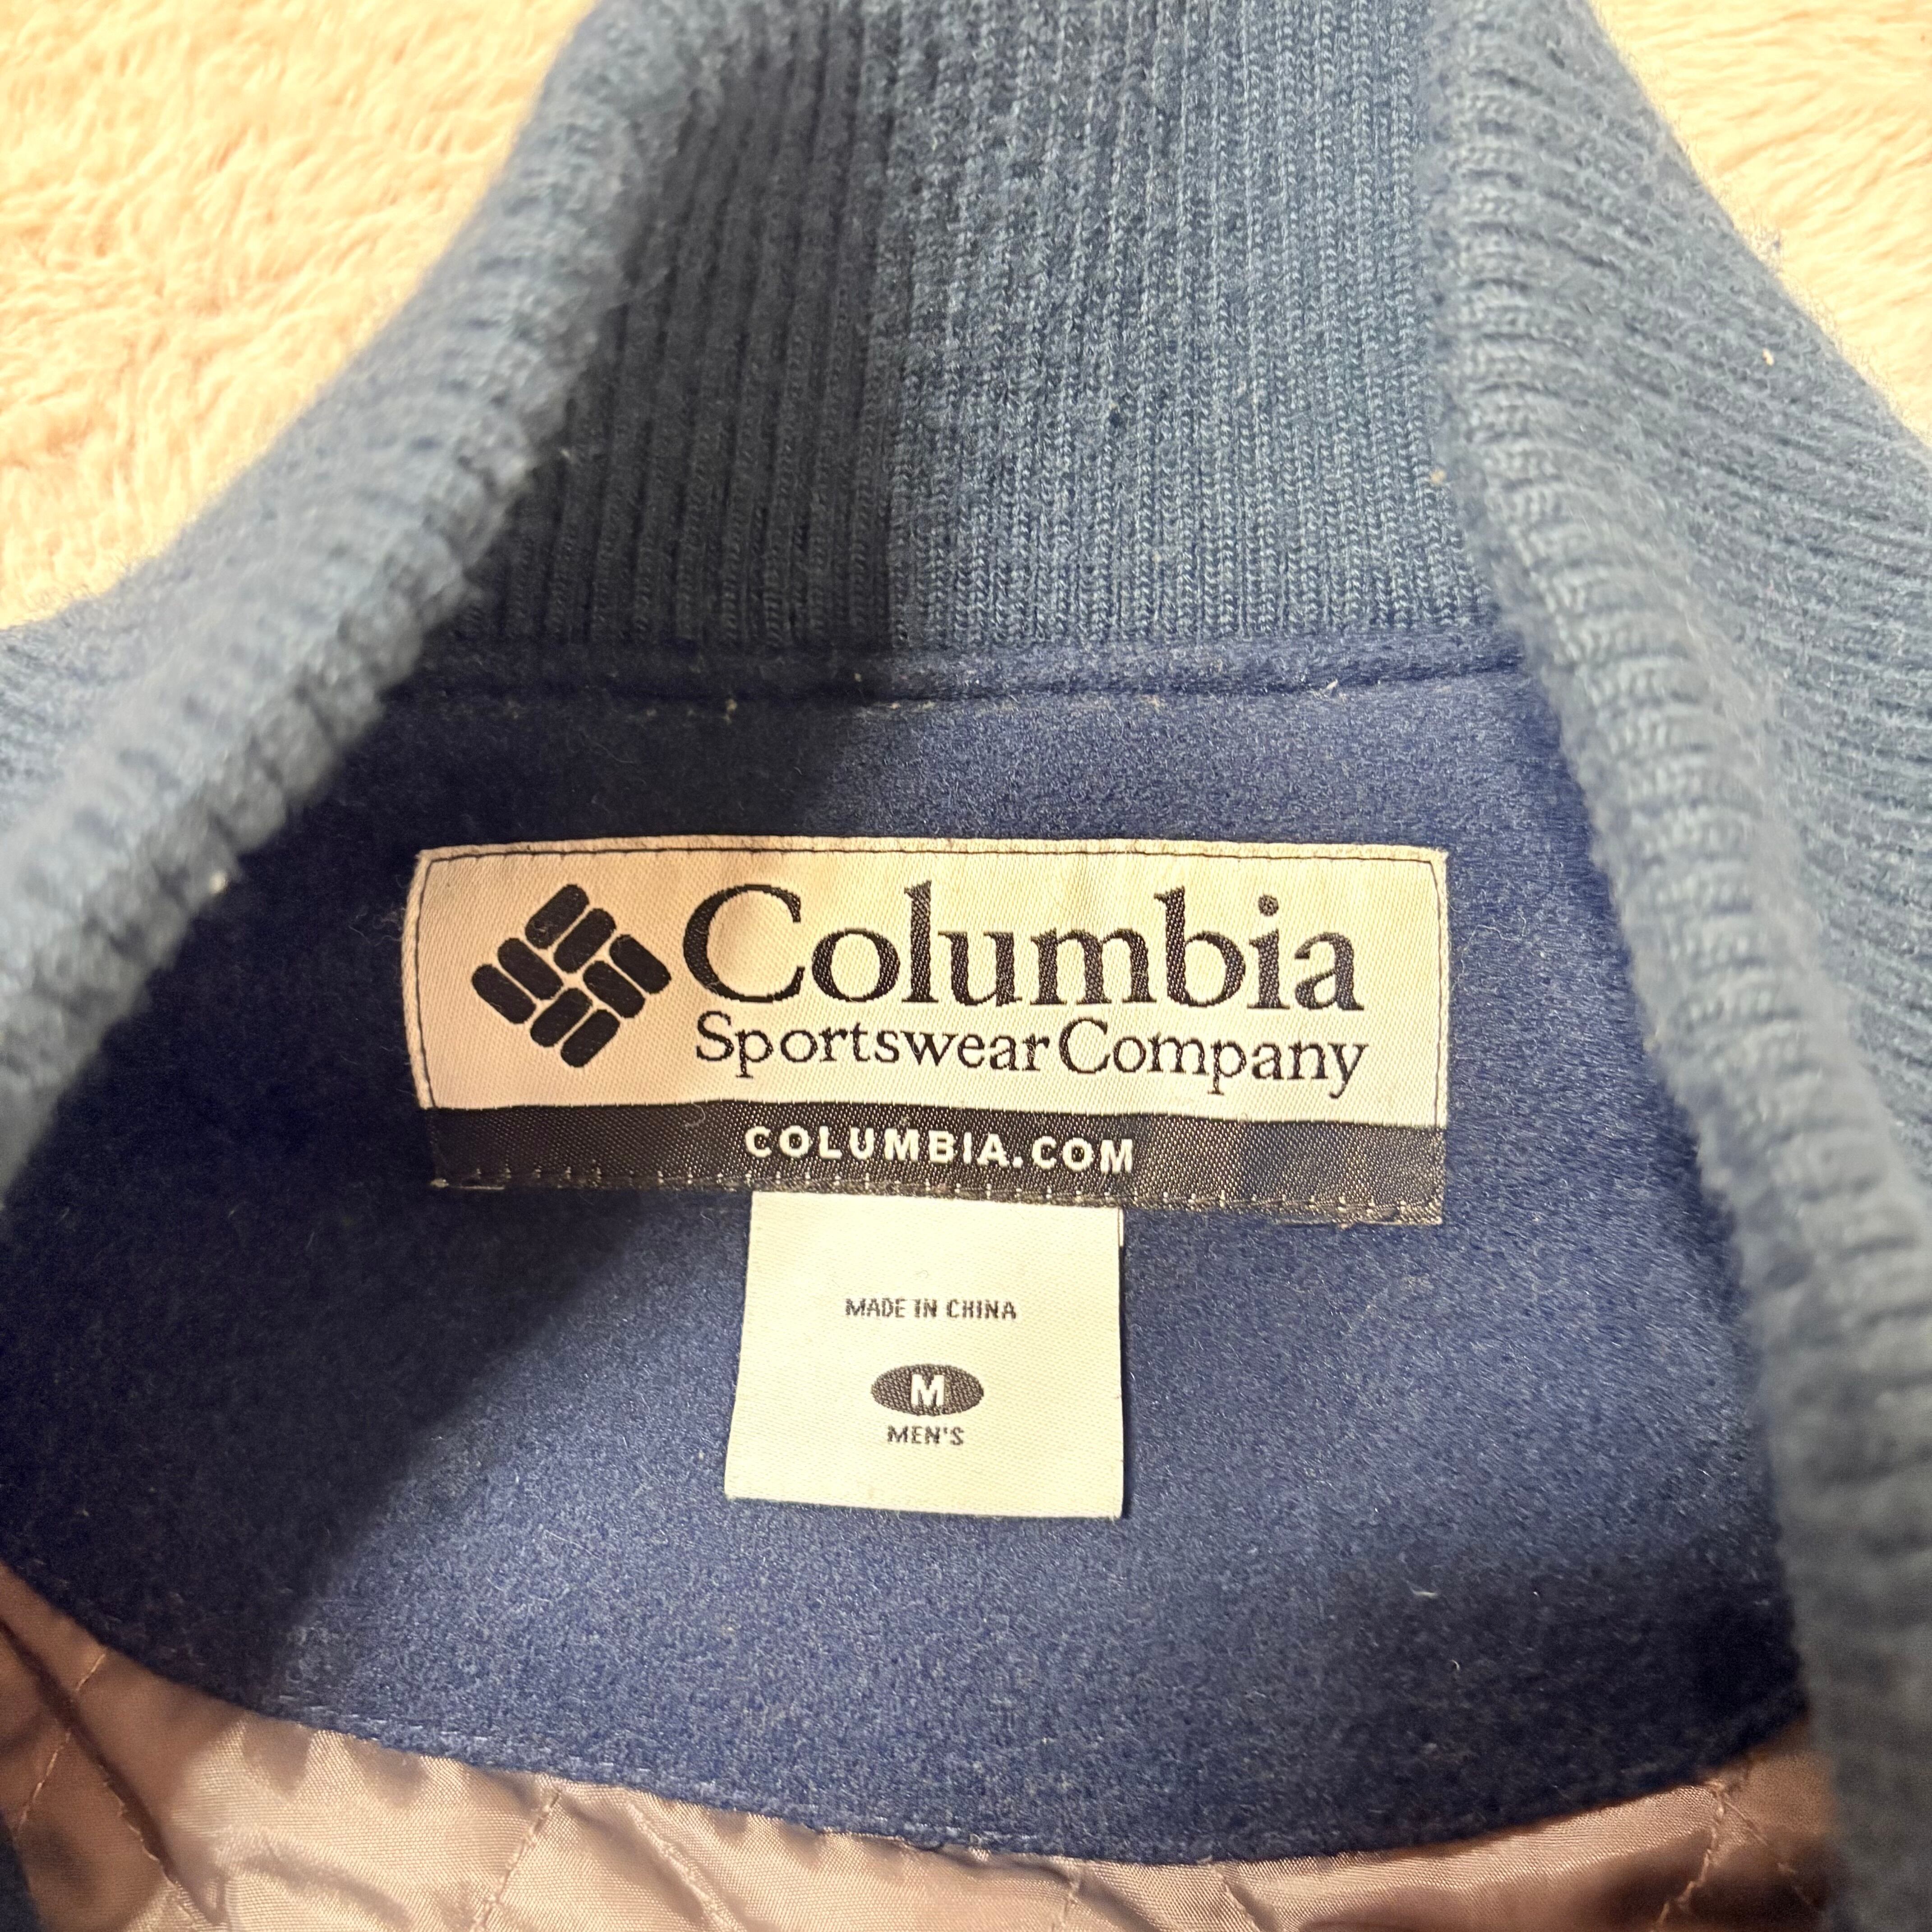 Columbia
Sportswear Company
COLUMBIA.COM
MADE IN CHINA
M
MEN'S